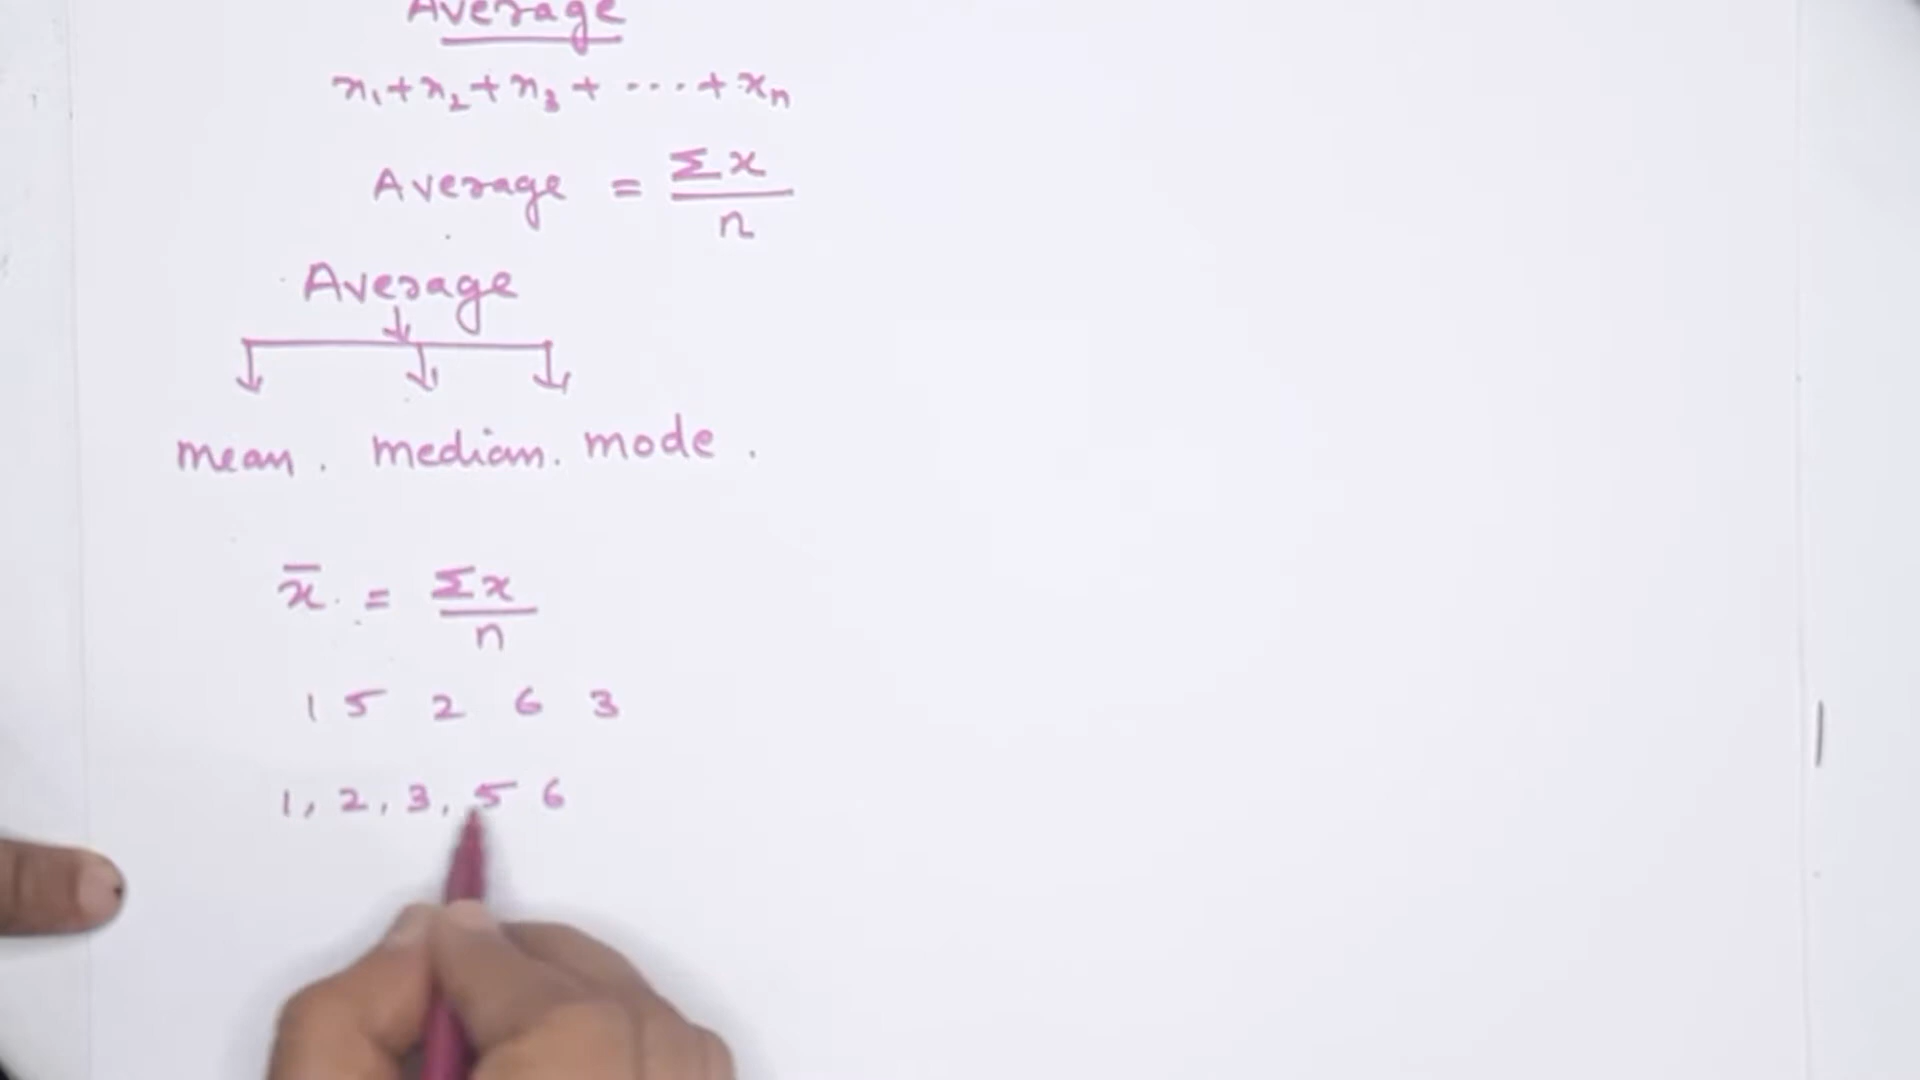 Average
x₁+x₂+x₃+ ....+xₙ
Average = Σx/n
Average
mean. median. mode.
x̄. = Σx/n
1 5 2 6 3
1, 2, 3, 5 6